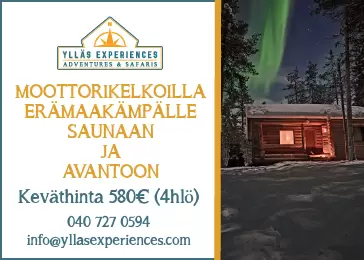 N
YLLÄS EXPERIENCES
ADVENTURES & SAFARIS
MOOTTORIKELKOILLA
ERÄMAAKÄMPÄLLE
SAUNAAN
JA
AVANTOON
Keväthinta 580€ (4hlö)
040 727 0594
info@yllasexperiences.com